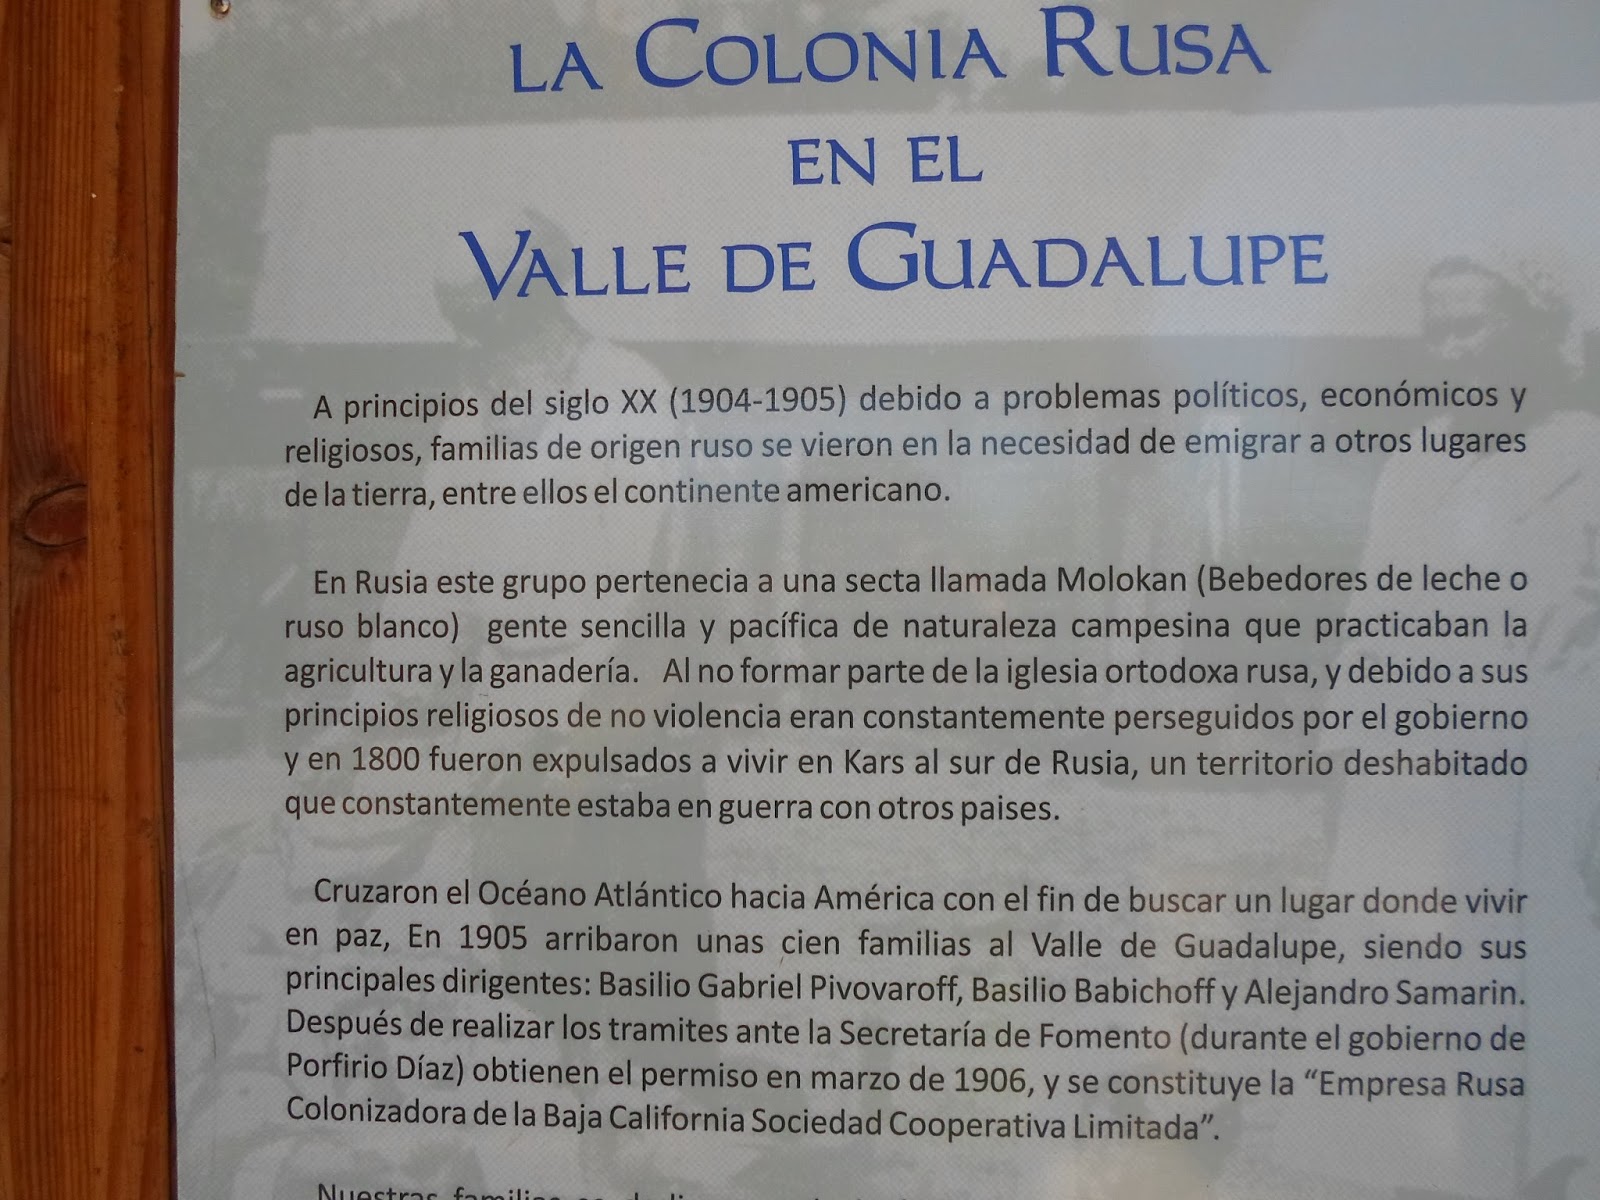 LA COLONIA RUSA
EN EL
VALLE DE GUADALUPE
A principios del siglo XX (1904-1905) debido a problemas políticos, económicos y
religiosos, familias de origen ruso se vieron en la necesidad de emigrar a otros lugares
de la tierra, entre ellos el continente americano.
En Rusia este grupo pertenecia a una secta llamada Molokan (Bebedores de leche o
ruso blanco) gente sencilla y pacífica de naturaleza campesina que practicaban la
agricultura y la ganadería. Al no formar parte de la iglesia ortodoxa rusa, y debido a sus
principios religiosos de no violencia eran constantemente perseguidos por el gobierno
y en 1800 fueron expulsados a vivir en Kars al sur de Rusia, un territorio deshabitado
que constantemente estaba en guerra con otros paises.
Cruzaron el Océano Atlántico hacia América con el fin de buscar un lugar donde vivir
en paz, En 1905 arribaron unas cien familias al Valle de Guadalupe, siendo sus
principales dirigentes: Basilio Gabriel Pivovaroff, Basilio Babichoff y Alejandro Samarin.
Después de realizar los tramites ante la Secretaría de Fomento (durante el gobierno de
Porfirio Díaz) obtienen el permiso en marzo de 1906, y se constituye la “Empresa Rusa
Colonizadora de la Baja California Sociedad Cooperativa Limitada”.
Nuestras familias